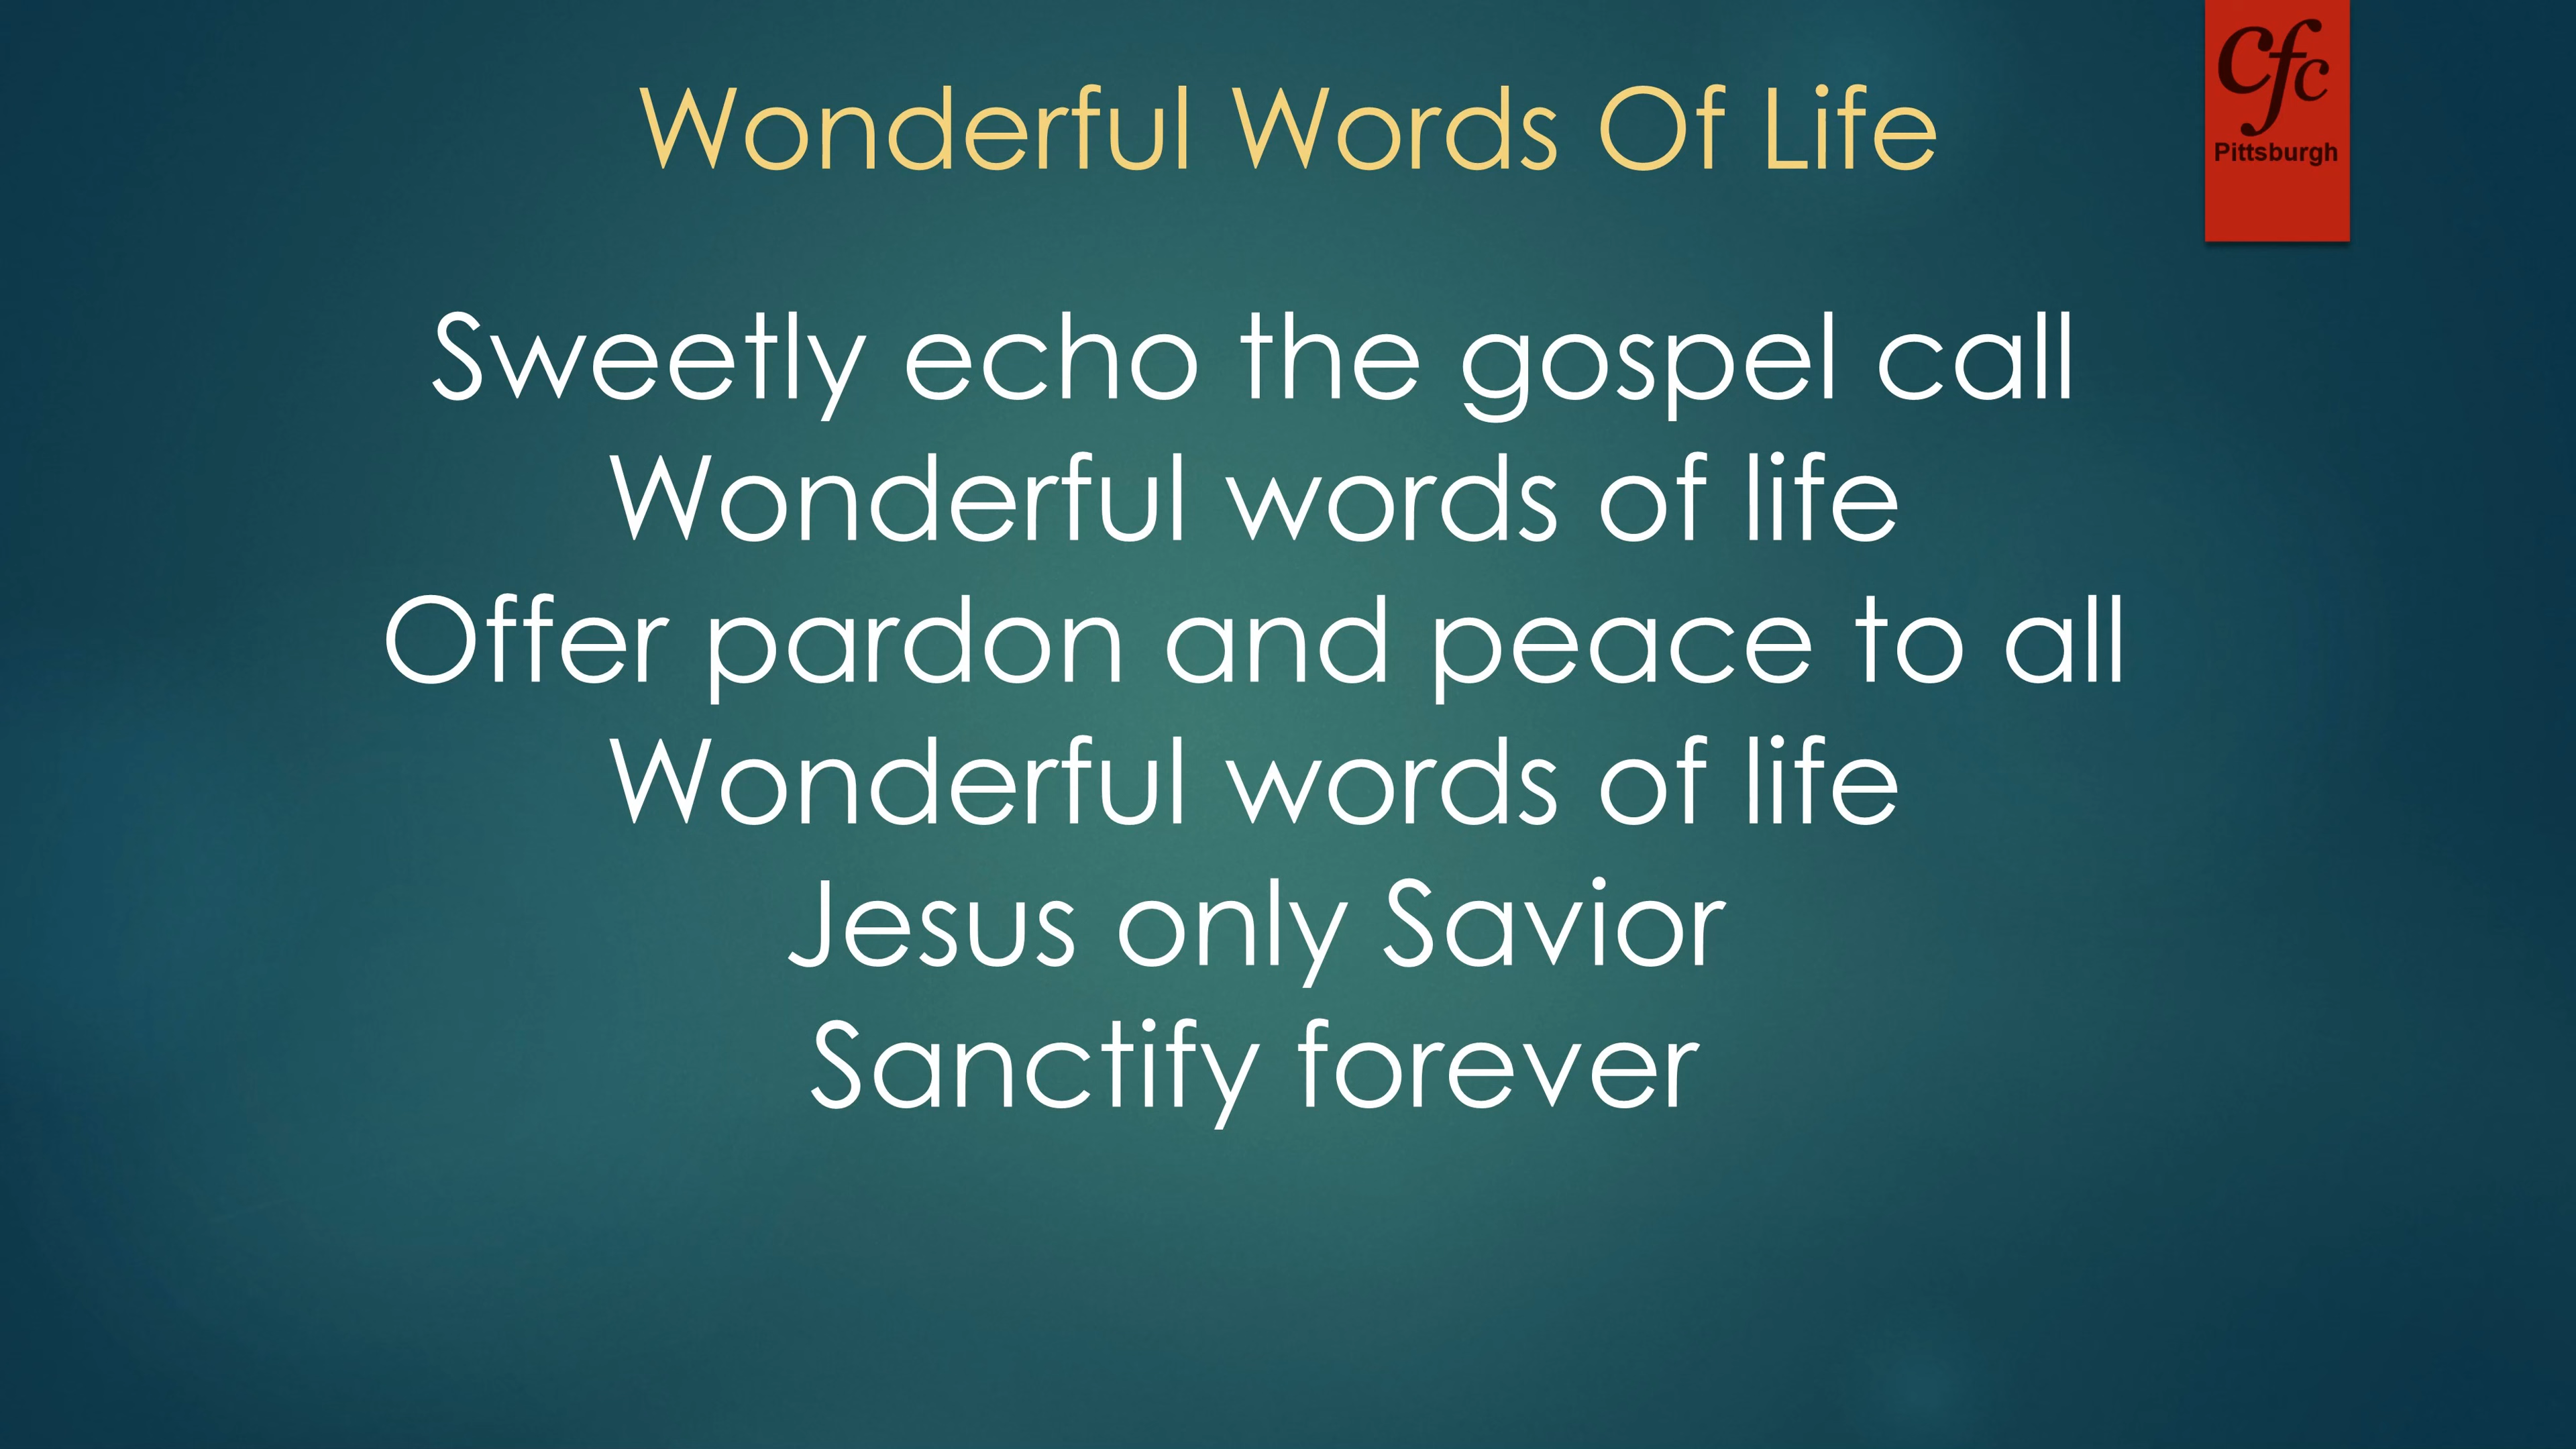 Wonderful Words Of Life
cfc
Pittsburgh
Sweetly echo the gospel call
Wonderful words of life
Offer pardon and peace to all
Wonderful words of life
Jesus only Savior
Sanctify forever